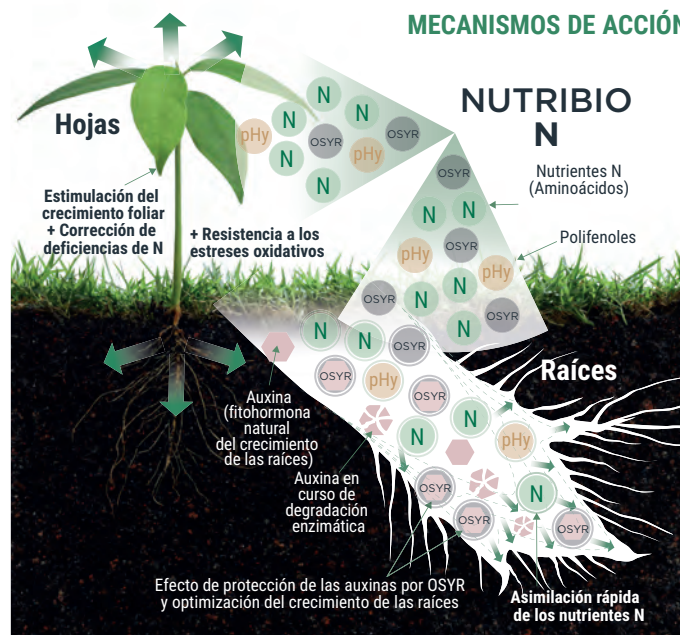 MECANISMOS DE ACCIÓN
NUTRIBIO
N
Hojas
N
N
N
OSYR
OSYR
pHy
N
pHy
N
N
Estimulación del
crecimiento foliar
+ Corrección de
deficiencias de N
+ Resistencia a los
estreses oxidativos
OSYR
Nutrientes N
(Aminoácidos)
N
N
Polifenoles
pHy
OSYR
pHy
N
OSYR
N
N
OSYR
N
N
OSYR
Raíces
OSYR
pHy
OSYR
Auxina
(fitohormona
natural
del crecimiento
de las raíces)
N
N
pHy
Auxina en
curso de
degradación
enzimática
OSYR
N
OSYR
OSYR
Efecto de protección de las auxinas por OSYR
y optimización del crecimiento de las raíces
Asimilación rápida
de los nutrientes N